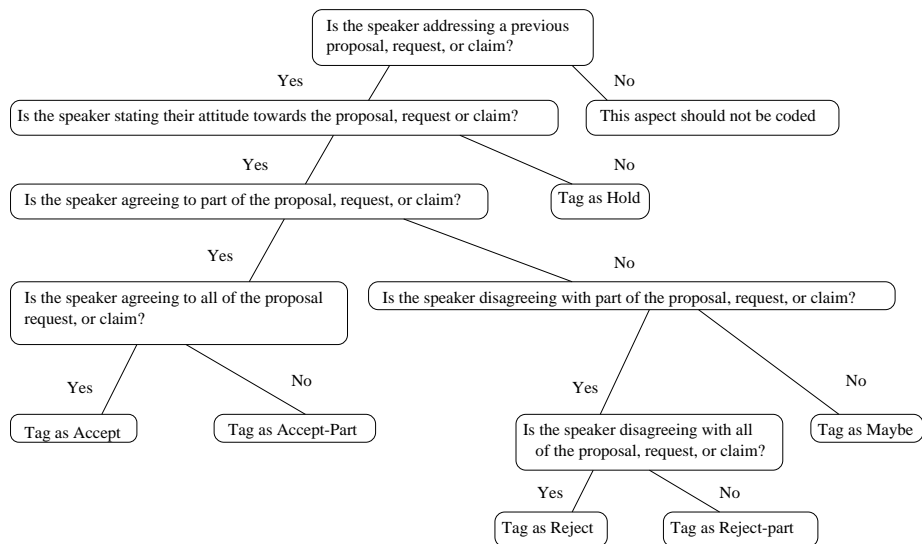 Is the speaker addressing a previous
proposal, request, or claim?
Yes
No
Is the speaker stating their attitude towards the proposal, request or claim?
This aspect should not be coded
Yes
No
Is the speaker agreeing to part of the proposal, request, or claim?
Tag as Hold
Yes
No
Is the speaker agreeing to all of the proposal
request, or claim?
Is the speaker disagreeing with part of the proposal, request, or claim?
Yes
No
Yes
No
Tag as Accept
Tag as Accept-Part
Is the speaker disagreeing with all
of the proposal, request, or claim?
Tag as Maybe
Yes
No
Tag as Reject
Tag as Reject-part